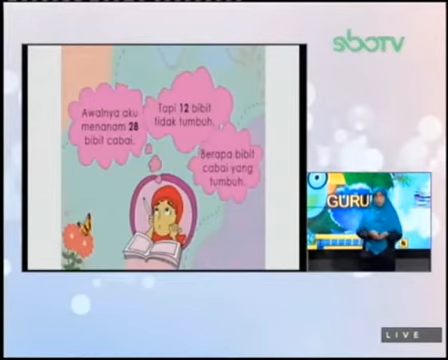 sboTV
Awalnya aku
menanam 28
bibit cabai.
Tapi 12 bibit
tidak tumbuh.
Berapa bibit
cabai yang
tumbuh.
GURU
LIVE